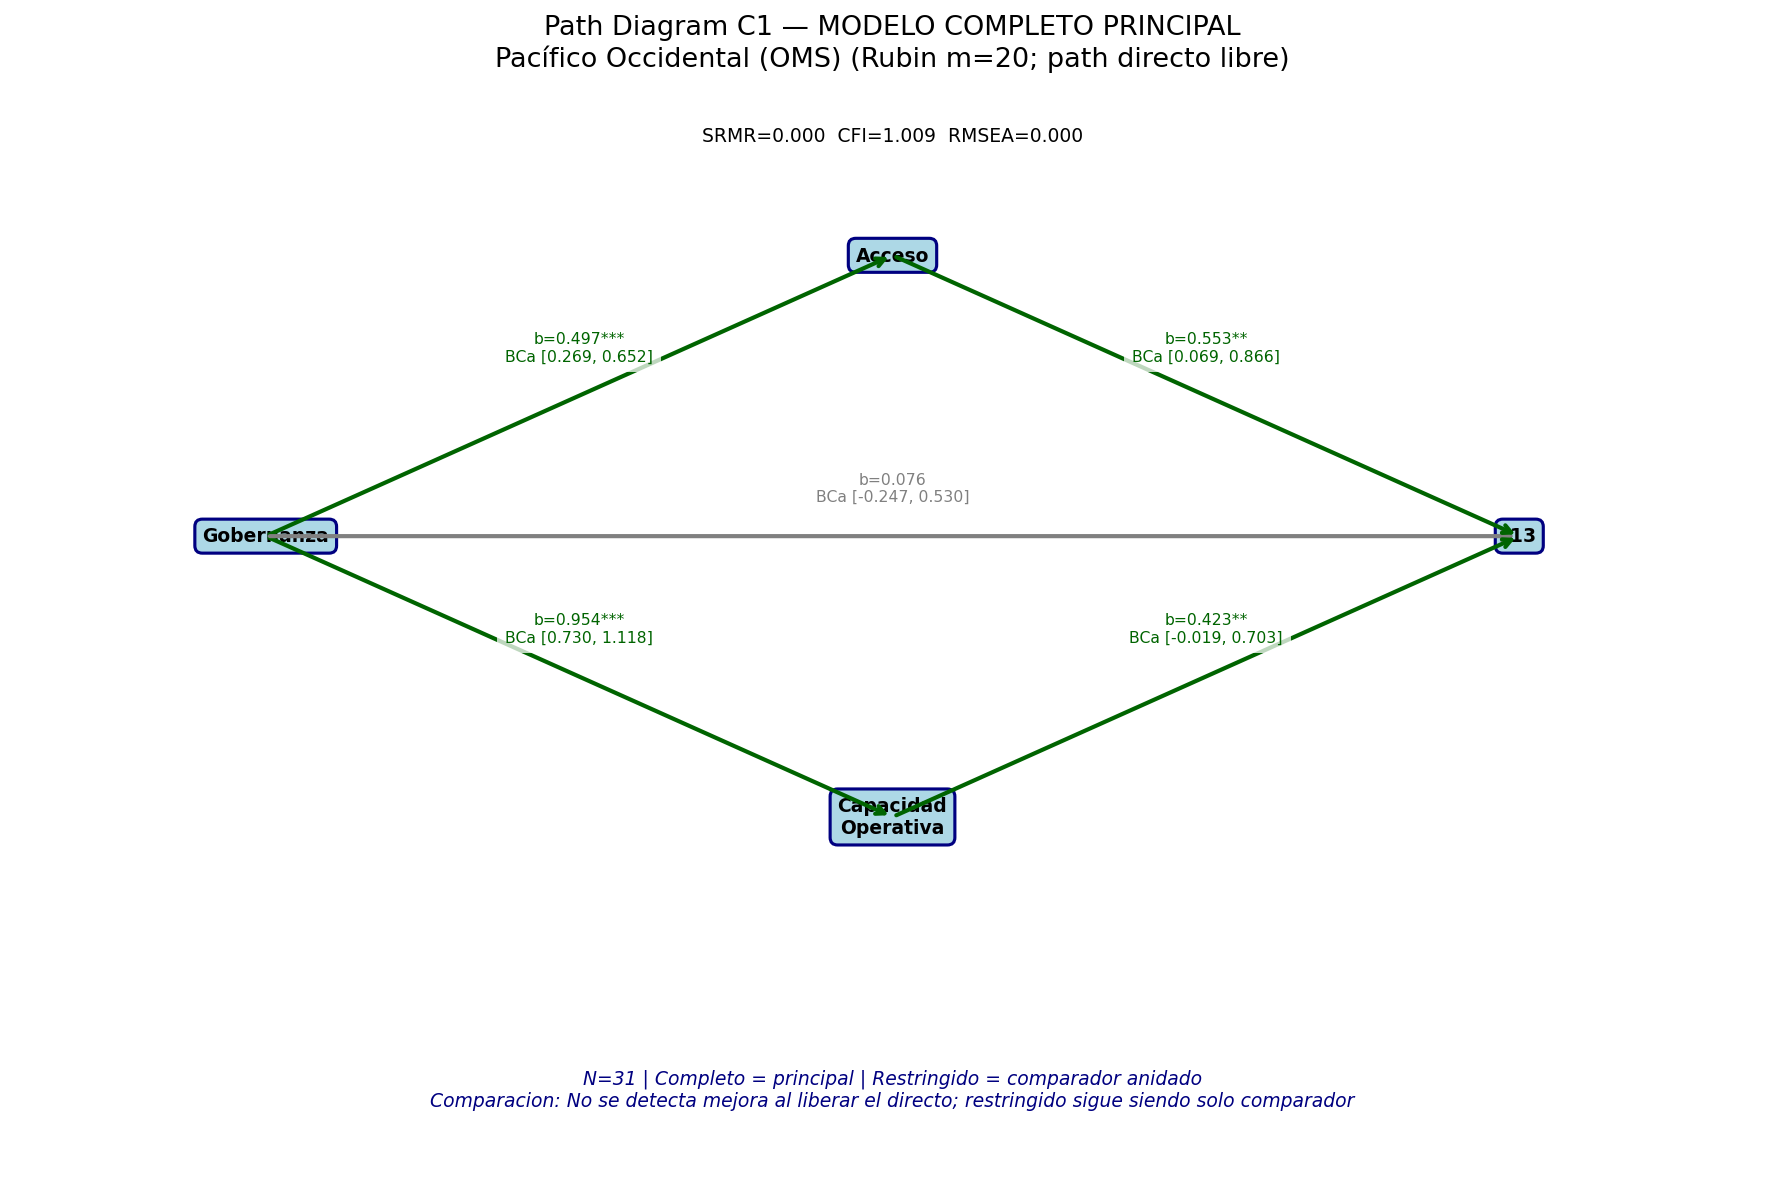 Path Diagram C1 — MODELO COMPLETO PRINCIPAL
Pacífico Occidental (OMS) (Rubin m=20; path directo libre)
SRMR=0.000  CFI=1.009  RMSEA=0.000
Acceso
b=0.497***
BCa [0.269, 0.652]
b=0.553**
BCa [0.069, 0.866]
b=0.076
BCa [-0.247, 0.530]
Gobernanza
13
b=0.954***
BCa [0.730, 1.118]
b=0.423**
BCa [-0.019, 0.703]
Capacidad
Operativa
N=31 | Completo = principal | Restringido = comparador anidado
Comparacion: No se detecta mejora al liberar el directo; restringido sigue siendo solo comparador